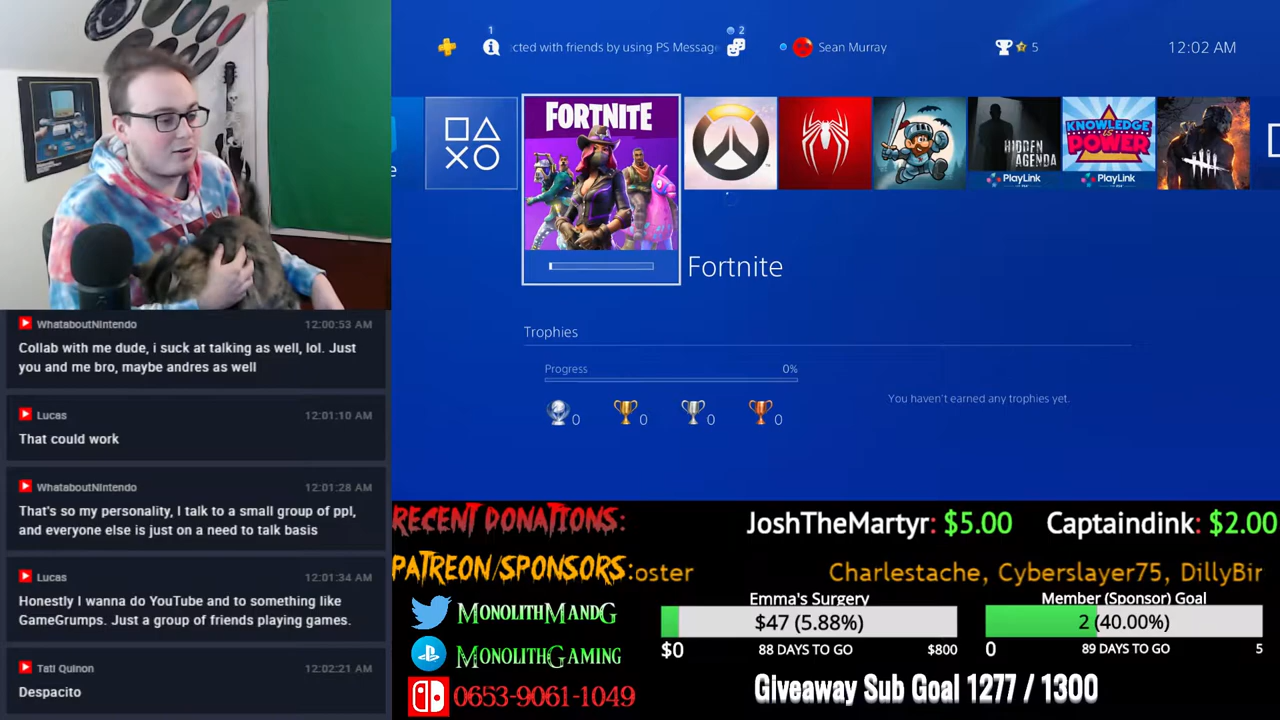 1
ected with friends by using PS Message
2
Sean Murray
5
12:02 AM
e
FORTNITE
HIDDEN AGENDA
PlayLink
KNOWLEDGE IS POWER
PlayLink
Fortnite
Trophies
Progress 0%
0 0 0 0
You haven't earned any trophies yet.
WhataboutNintendo 12:00:53 AM
Collab with me dude, i suck at talking as well, lol. Just
you and me bro, maybe andres as well
Lucas 12:01:10 AM
That could work
WhataboutNintendo 12:01:28 AM
That's so my personality, I talk to a small group of ppl,
and everyone else is just on a need to talk basis
Lucas 12:01:34 AM
Honestly I wanna do YouTube and to something like
GameGrumps. Just a group of friends playing games.
Tati Quinon 12:02:21 AM
Despacito
RECENT DONATIONS: JoshTheMartyr: $5.00 Captaindink: $2.00
PATREON/SPONSORS: oster Charlestache, Cyberslayer75, DillyBir
MonolithMandG
MonolithGaming
0653-9061-1049
Emma's Surgery
$47 (5.88%)
$0 88 DAYS TO GO $800
Member (Sponsor) Goal
2 (40.00%)
0 89 DAYS TO GO 5
Giveaway Sub Goal 1277 / 1300